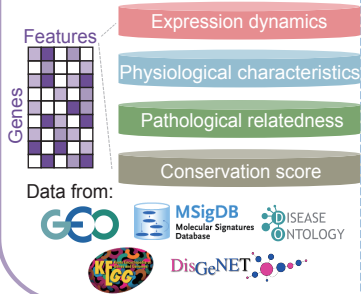 Features
Genes
Expression dynamics
Physiological characteristics
Pathological relatedness
Conservation score
Data from:
GEO
MSigDB
Molecular Signatures
Database
DISEASE
ONTOLOGY
KEGG
DisGeNET